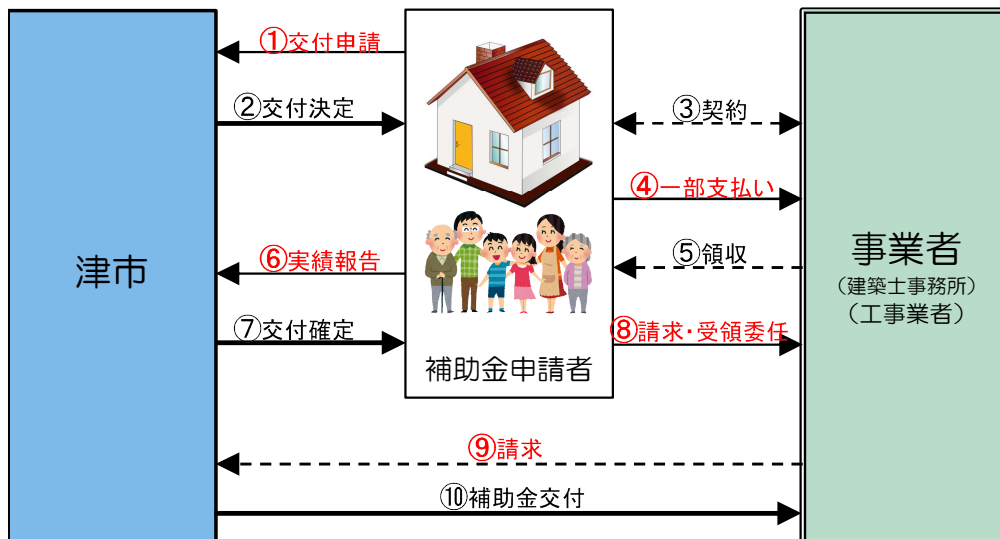 ①交付申請
②交付決定
③契約
④一部支払い
津市
⑥実績報告
⑤領収
事業者
(建築士事務所)
(工事業者)
⑦交付確定
⑧請求・受領委任
補助金申請者
⑨請求
⑩補助金交付